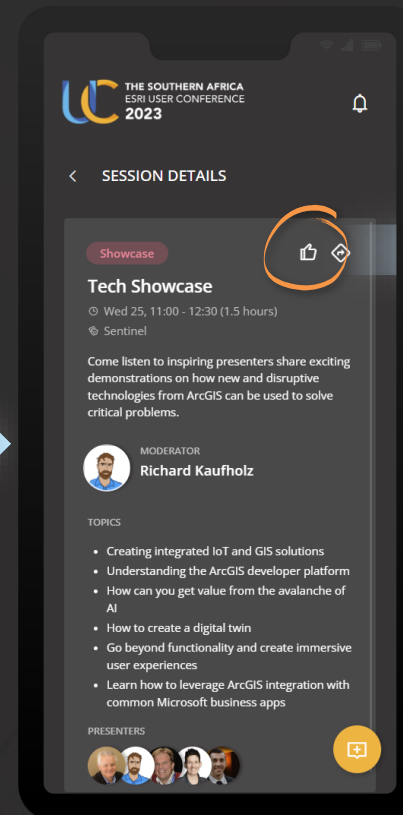 UC THE SOUTHERN AFRICA
ESRI USER CONFERENCE
2023
SESSION DETAILS
Showcase
Tech Showcase
Wed 25, 11:00 - 12:30 (1.5 hours)
Sentinel
Come listen to inspiring presenters share exciting
demonstrations on how new and disruptive
technologies from ArcGIS can be used to solve
critical problems.
MODERATOR
Richard Kaufholz
TOPICS
• Creating integrated IoT and GIS solutions
• Understanding the ArcGIS developer platform
• How can you get value from the avalanche of
AI
• How to create a digital twin
• Go beyond functionality and create immersive
user experiences
• Learn how to leverage ArcGIS integration with
common Microsoft business apps
PRESENTERS